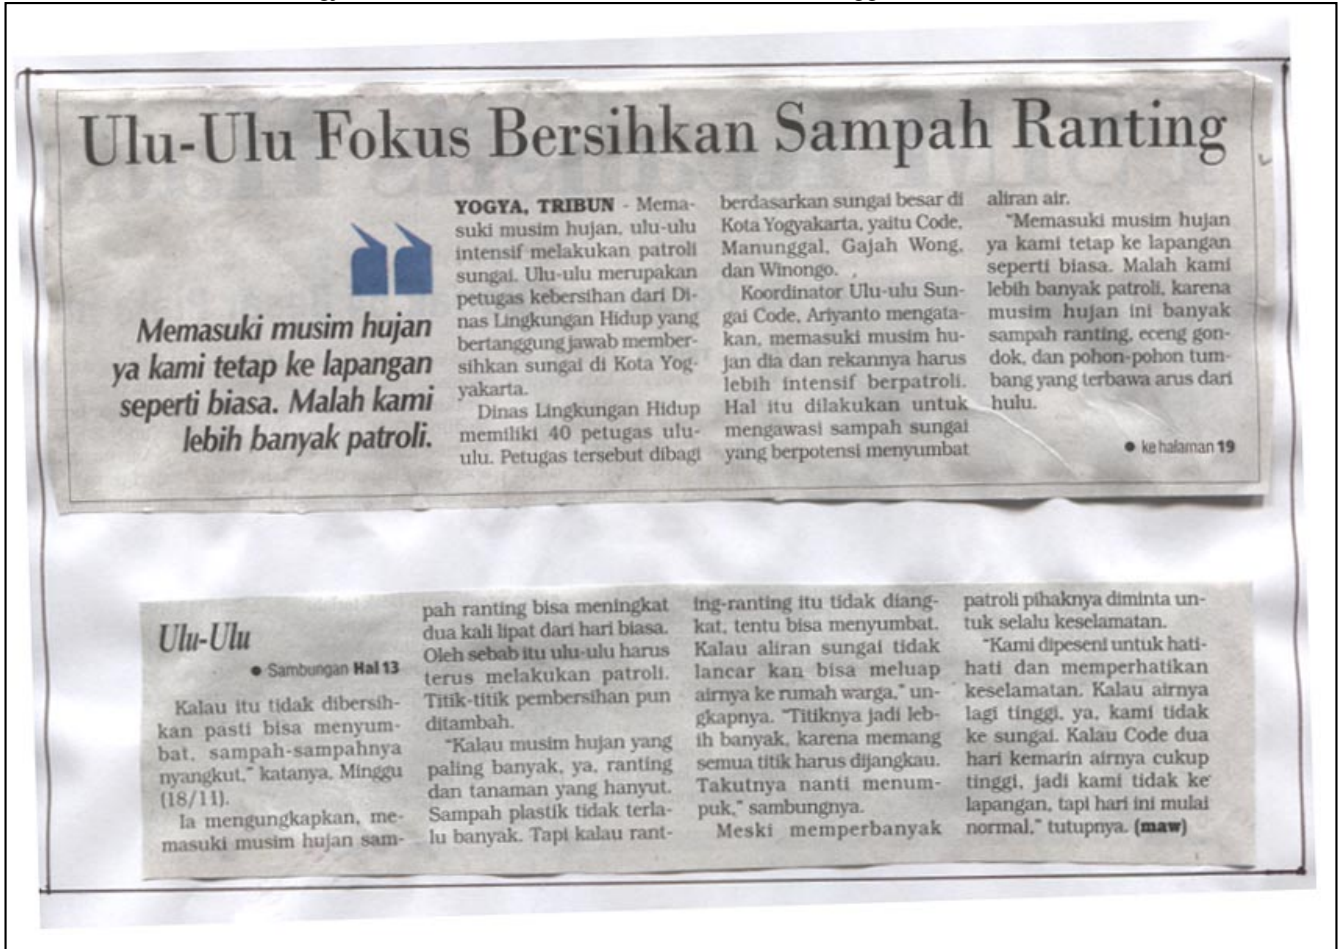 Ulu-Ulu Fokus Bersihkan Sampah Ranting
Memasuki musim hujan
ya kami tetap ke lapangan
seperti biasa. Malah kami
lebih banyak patroli.
YOGYA, TRIBUN - Mema-
suki musim hujan, ulu-ulu
intensif melakukan patroli
sungai. Ulu-ulu merupakan
petugas kebersihan dari Di-
nas Lingkungan Hidup yang
bertanggung jawab member-
sihkan sungai di Kota Yog-
yakarta.
Dinas Lingkungan Hidup
memiliki 40 petugas ulu-
ulu. Petugas tersebut dibagi
berdasarkan sungai besar di
Kota Yogyakarta, yaitu Code,
Manunggal, Gajah Wong,
dan Winongo.
Koordinator Ulu-ulu Sun-
gai Code, Ariyanto mengata-
kan, memasuki musim hu-
jan dia dan rekannya harus
lebih intensif berpatroli.
Hal itu dilakukan untuk
mengawasi sampah sungai
yang berpotensi menyumbat
aliran air.
"Memasuki musim hujan
ya kami tetap ke lapangan
seperti biasa. Malah kami
lebih banyak patroli, karena
musim hujan ini banyak
sampah ranting, eceng gon-
dok, dan pohon-pohon tum-
bang yang terbawa arus dari
hulu.
● ke halaman 19
Ulu-Ulu
● Sambungan Hal 13
Kalau itu tidak dibersih-
kan pasti bisa menyum-
bat, sampah-sampahnya
nyangkut," katanya, Minggu
(18/11).
Ia mengungkapkan, me-
masuki musim hujan sam-
pah ranting bisa meningkat
dua kali lipat dari hari biasa.
Oleh sebab itu ulu-ulu harus
terus melakukan patroli.
Titik-titik pembersihan pun
ditambah.
"Kalau musim hujan yang
paling banyak, ya, ranting
dan tanaman yang hanyut.
Sampah plastik tidak terla-
lu banyak. Tapi kalau rant-
ing-ranting itu tidak diang-
kat, tentu bisa menyumbat.
Kalau aliran sungai tidak
lancar kan bisa meluap
airnya ke rumah warga," un-
gkapnya. "Titiknya jadi leb-
ih banyak, karena memang
semua titik harus dijangkau.
Takutnya nanti menum-
puk," sambungnya.
Meski memperbanyak
patroli pihaknya diminta un-
tuk selalu keselamatan.
"Kami dipeseni untuk hati-
hati dan memperhatikan
keselamatan. Kalau airnya
lagi tinggi, ya, kami tidak
ke sungai. Kalau Code dua
hari kemarin airnya cukup
tinggi, jadi kami tidak ke
lapangan, tapi hari ini mulai
normal," tutupnya. (maw)